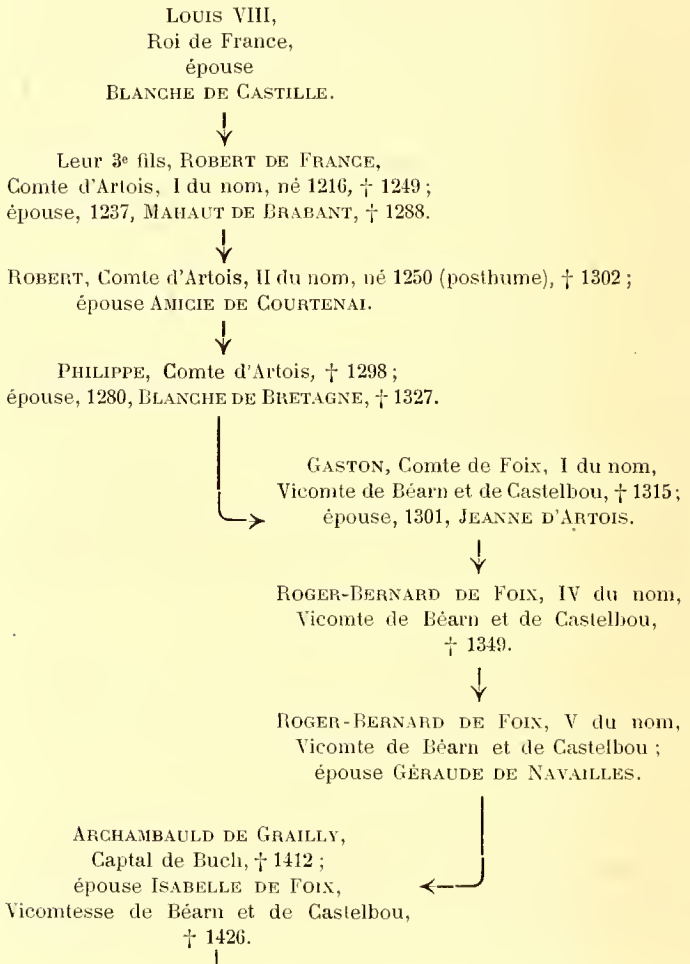 Louis VIII,
Roi de France,
épouse
Blanche de Castille.
Leur 3e fils, Robert de France,
Comte d'Artois, I du nom, né 1216, † 1249 ;
épouse, 1237, Mahaut de Brabant, † 1288.
Robert, Comte d'Artois, II du nom, né 1250 (posthume), † 1302 ;
épouse Amicie de Courtenai.
Philippe, Comte d'Artois, † 1298 ;
épouse, 1280, Blanche de Bretagne, † 1327.
Gaston, Comte de Foix, I du nom,
Vicomte de Béarn et de Castelbou, † 1315 ;
épouse, 1301, Jeanne d'Artois.
Roger-Bernard de Foix, IV du nom,
Vicomte de Béarn et de Castelbou,
† 1349.
Roger-Bernard de Foix, V du nom,
Vicomte de Béarn et de Castelbou ;
épouse Géraude de Navailles.
Archambauld de Grailly,
Captal de Buch, † 1412 ;
épouse Isabelle de Foix,
Vicomtesse de Béarn et de Castelbou,
† 1426.